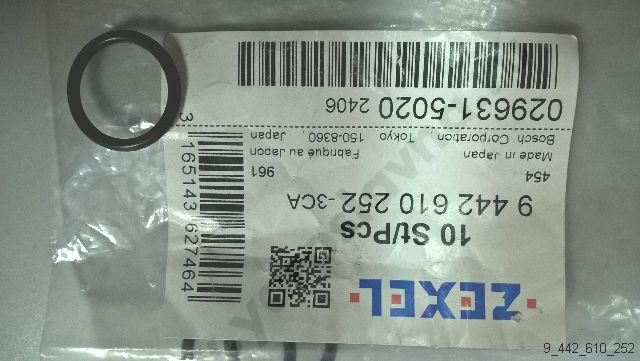 ZEXEL
10 St/Pcs
9 442 610 252 -3CA
454 961
Made in Japan Fabriqué au Japon
Bosch Corporation Tokyo 150-8360, Japan
029631-5020 2406
3 165143 627464
9_442_610_252